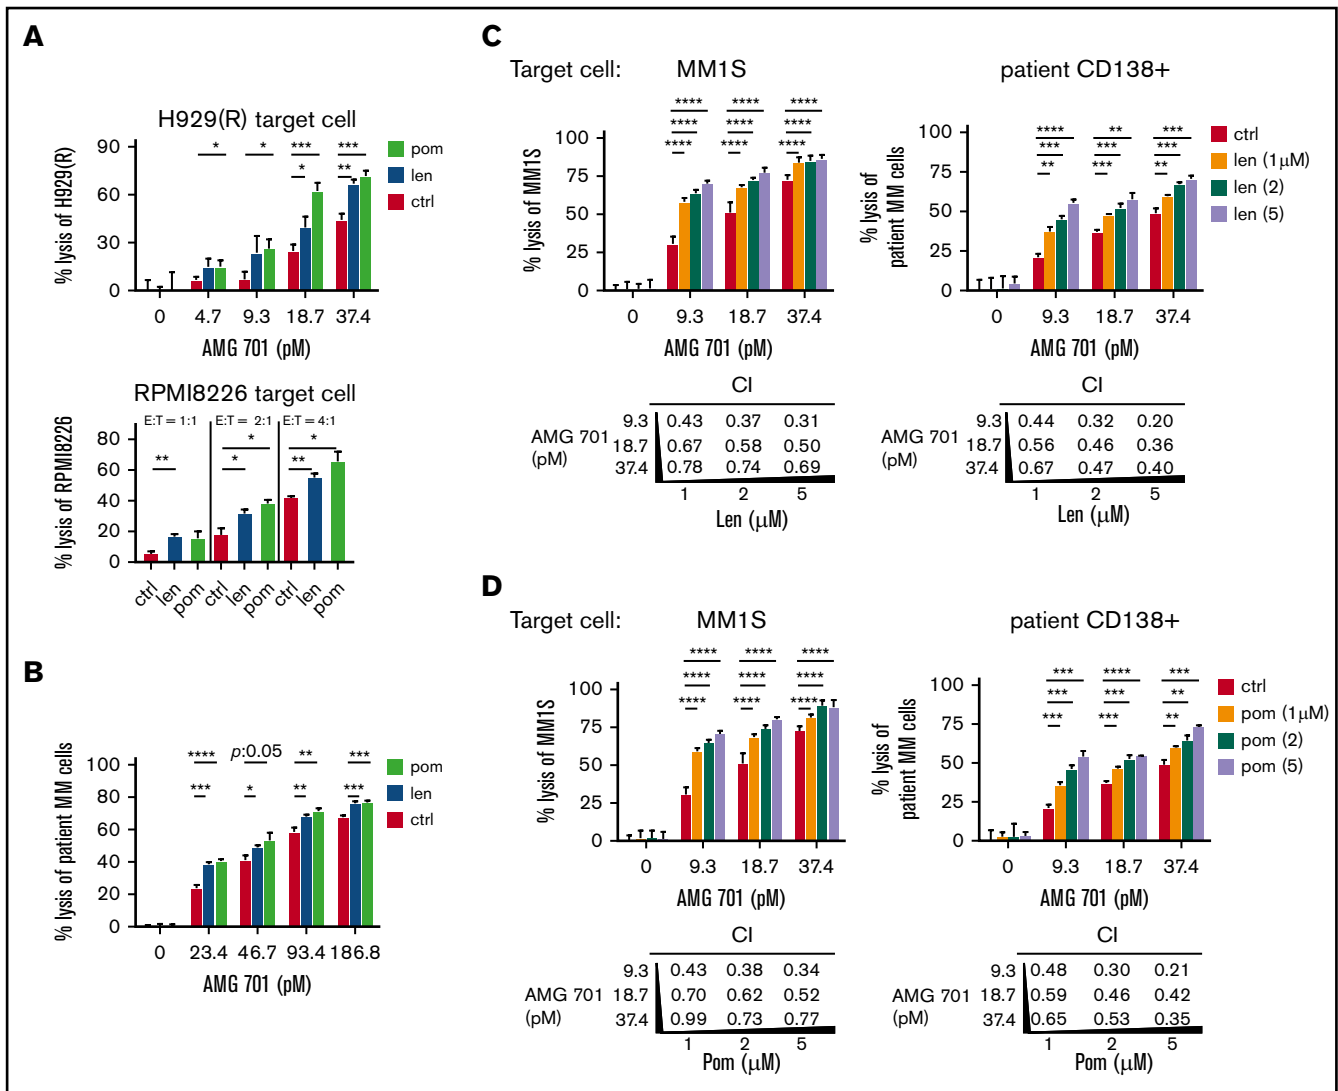 A
H929(R) target cell
% lysis of H929(R)
90
60
30
0
* * *** ***
* **
pom
len
ctrl
0 4.7 9.3 18.7 37.4
AMG 701 (pM)
RPMI8226 target cell
% lysis of RPMI8226
E:T = 1:1 E:T = 2:1 E:T = 4:1
80
60
40
20
0
** * * ** *
ctrl len pom ctrl len pom ctrl len pom
B
% lysis of patient MM cells
100
80
60
40
20
0
**** p:0.05 ** ***
*** * ** ***
pom
len
ctrl
0 23.4 46.7 93.4 186.8
AMG 701 (pM)
C
Target cell: MM1S patient CD138+
% lysis of MM1S
100
75
50
25
0
**** **** ****
**** **** ****
**** **** ****
0 9.3 18.7 37.4
AMG 701 (pM)
% lysis of
patient MM cells
100
75
50
25
0
**** ** ***
*** *** ***
** *** **
0 9.3 18.7 37.4
AMG 701 (pM)
ctrl
len (1μM)
len (2)
len (5)
CI
AMG 701
(pM)
9.3 0.43 0.37 0.31
18.7 0.67 0.58 0.50
37.4 0.78 0.74 0.69
1 2 5
Len (μM)
CI
AMG 701
(pM)
9.3 0.44 0.32 0.20
18.7 0.56 0.46 0.36
37.4 0.67 0.47 0.40
1 2 5
Len (μM)
D
Target cell: MM1S patient CD138+
% lysis of MM1S
100
75
50
25
0
**** **** ****
**** **** ****
**** **** ****
0 9.3 18.7 37.4
AMG 701 (pM)
% lysis of
patient MM cells
100
75
50
25
0
*** **** ***
*** *** **
*** *** **
0 9.3 18.7 37.4
AMG 701 (pM)
ctrl
pom (1μM)
pom (2)
pom (5)
CI
AMG 701
(pM)
9.3 0.43 0.38 0.34
18.7 0.70 0.62 0.52
37.4 0.99 0.73 0.77
1 2 5
Pom (μM)
CI
AMG 701
(pM)
9.3 0.48 0.30 0.21
18.7 0.59 0.46 0.42
37.4 0.65 0.53 0.35
1 2 5
Pom (μM)